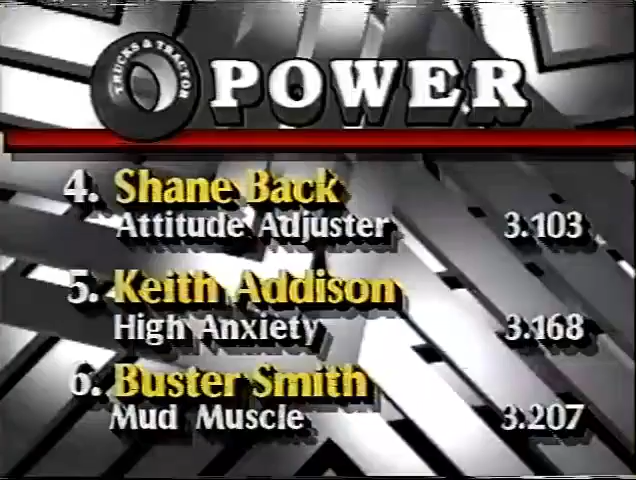 TRUCKS & TRACTOR
POWER
4. Shane Back
Attitude Adjuster 3.103
5. Keith Addison
High Anxiety 3.168
6. Buster Smith
Mud Muscle 3.207